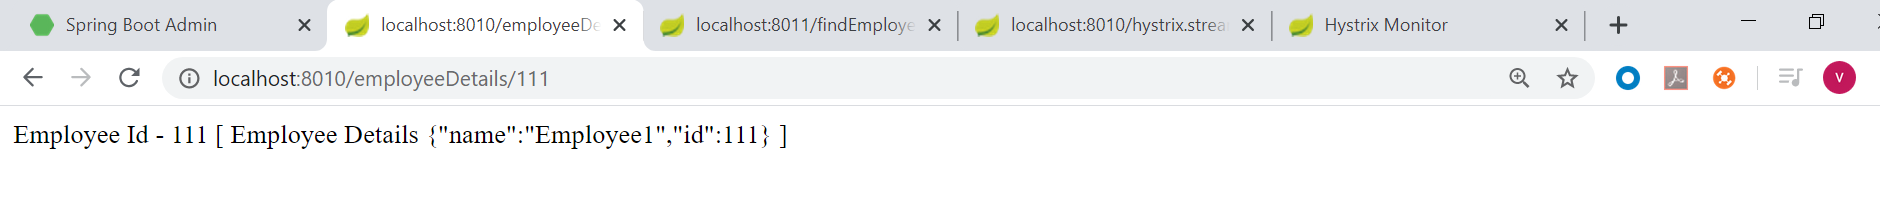 Spring Boot Admin
localhost:8010/employeeDe
localhost:8011/findEmploye
localhost:8010/hystrix.strea
Hystrix Monitor
localhost:8010/employeeDetails/111
V
Employee Id - 111 [ Employee Details {"name":"Employee1","id":111} ]